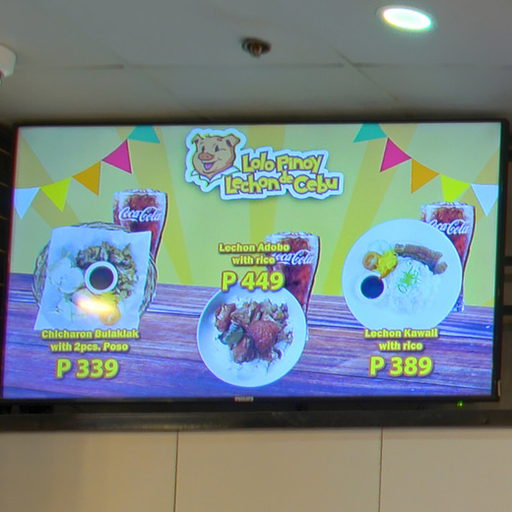 Lolo Pinoy
Lechon de Cebu
Coca-Cola
Coca-Cola
Coca-Cola
Lechon Adobo
with rice
P 449
Chicharon Bulaklak
with 2pcs. Poso
P 339
Lechon Kawali
with rice
P 389
PHILIPS